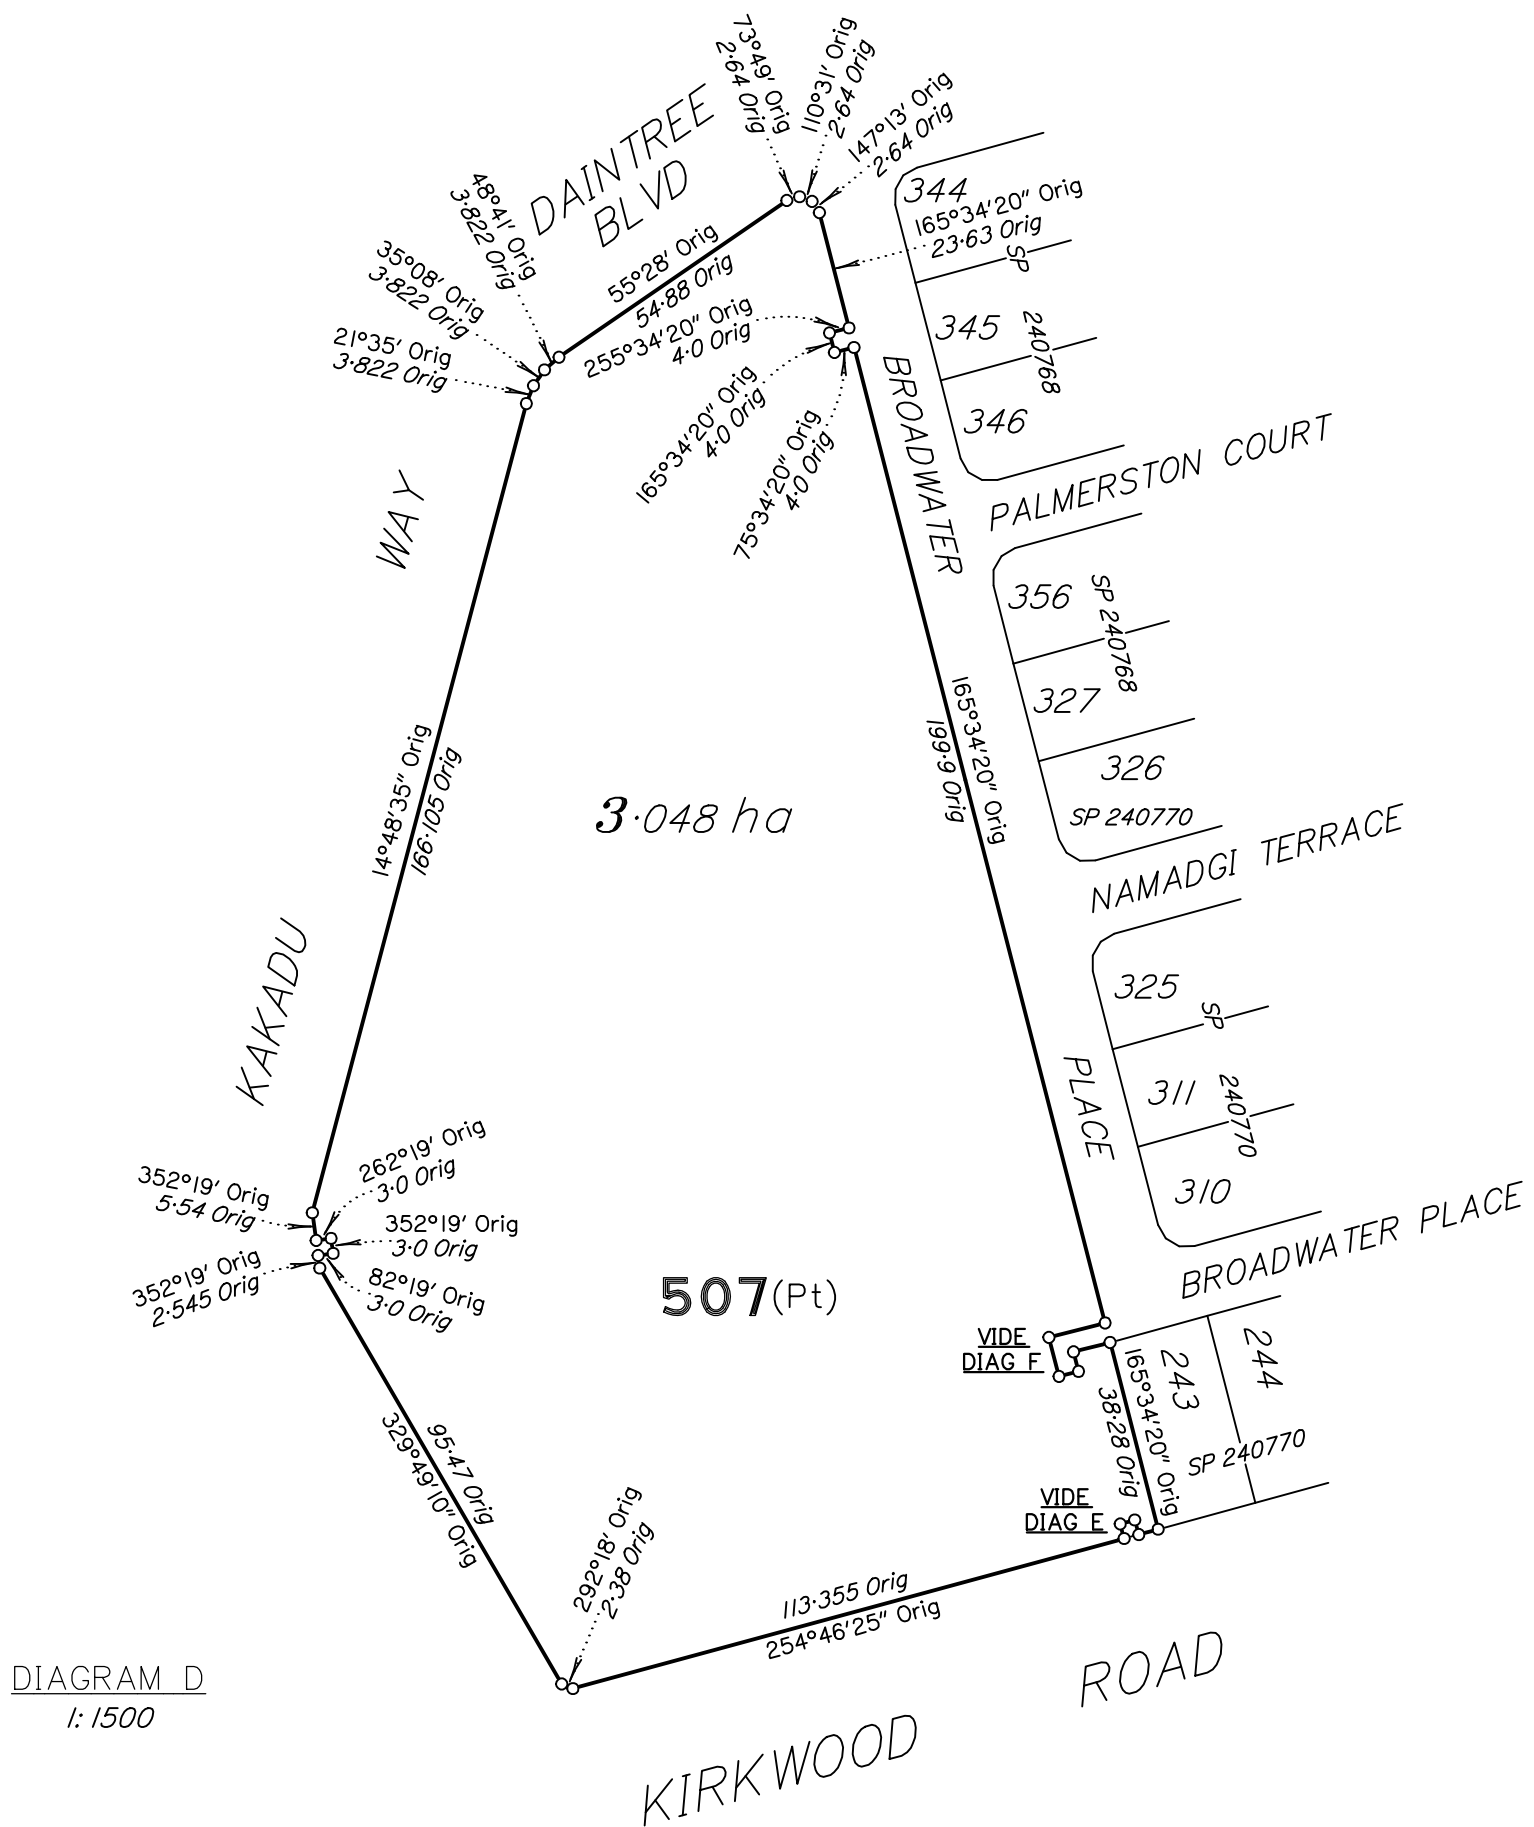 73°49' Orig
2·64 Orig
110°31' Orig
2·64 Orig
147°13' Orig
2·64 Orig
DAINTREE
BLVD
48°41' Orig
3·822 Orig
35°08' Orig
3·822 Orig
21°35' Orig
3·822 Orig
55°28' Orig
54·88 Orig
344
165°34'20" Orig
23·63 Orig
SP
240768
345
346
255°34'20" Orig
4·0 Orig
165°34'20" Orig
4·0 Orig
75°34'20" Orig
4·0 Orig
BROADWATER
PLACE
PALMERSTON COURT
KAKADU
WAY
356
SP 240768
327
326
SP 240770
165°34'20" Orig
199·9 Orig
14°48'35" Orig
166·105 Orig
3·048 ha
NAMADGI TERRACE
325
SP
240770
311
310
262°19' Orig
3·0 Orig
352°19' Orig
5·54 Orig
352°19' Orig
3·0 Orig
352°19' Orig
2·545 Orig
82°19' Orig
3·0 Orig
507 (Pt)
BROADWATER PLACE
VIDE
DIAG F
165°34'20" Orig
38·28 Orig
243
244
SP 240770
95·47 Orig
329°49'10" Orig
VIDE
DIAG E
292°18' Orig
2·38 Orig
113·355 Orig
254°46'25" Orig
DIAGRAM D
1:1500
KIRKWOOD ROAD